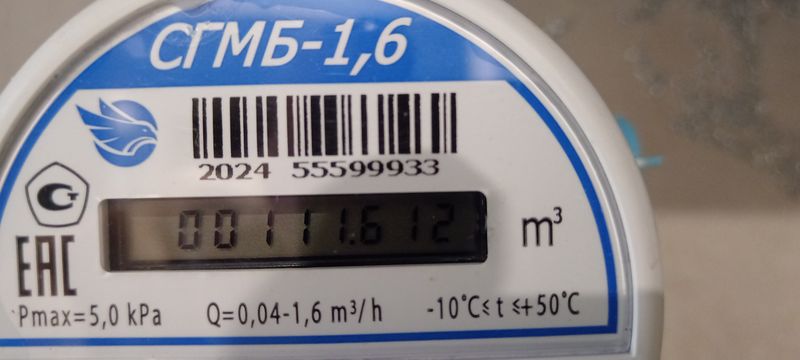 СГМБ-1,6
2024 55599933
00111.612 m³
ЕАС
Pmax=5,0 kPa Q=0,04-1,6 m³/h -10°C≤ t ≤+50°C